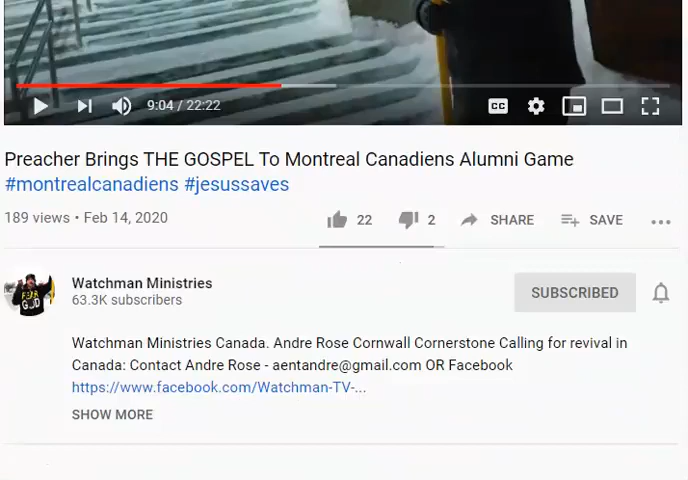 9:04 / 22:22
CC
Preacher Brings THE GOSPEL To Montreal Canadiens Alumni Game
#montrealcanadiens #jesussaves
189 views • Feb 14, 2020
22
2
SHARE
SAVE
FEAR
GOD
Watchman Ministries
63.3K subscribers
SUBSCRIBED
Watchman Ministries Canada. Andre Rose Cornwall Cornerstone Calling for revival in
Canada: Contact Andre Rose - aentandre@gmail.com OR Facebook
https://www.facebook.com/Watchman-TV-...
SHOW MORE